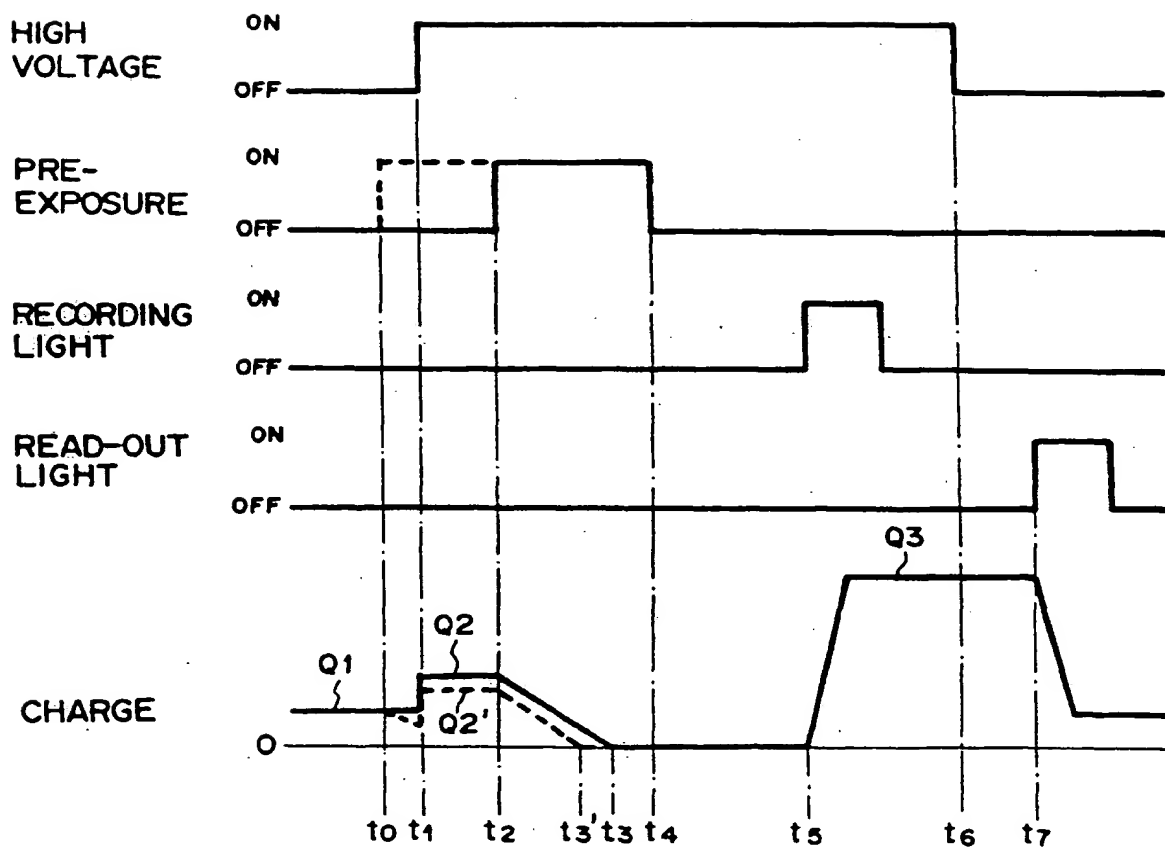 HIGH
VOLTAGE
ON
OFF
PRE-
EXPOSURE
ON
OFF
RECORDING
LIGHT
ON
OFF
READ-OUT
LIGHT
ON
OFF
Q3
Q2
Q1
Q2'
CHARGE
0
t0 t1 t2 t3' t3 t4 t5 t6 t7